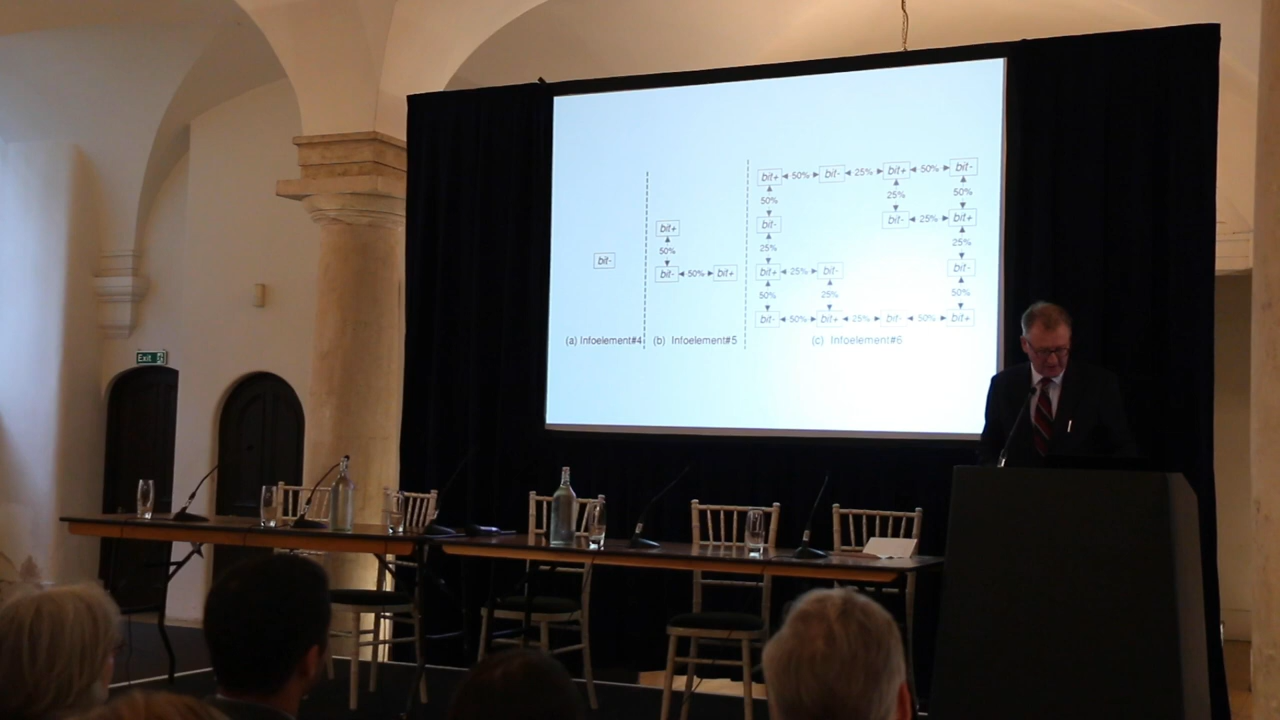 Exit
bit-
(a) Infoelement#4
bit+
50%
bit- 50% bit+
(b) Infoelement#5
bit+ 50% bit- 25% bit+ 50% bit-
50% 25% 50%
bit- bit- 25% bit+
25% 25%
bit+ 25% bit- bit-
50% 25% 50%
bit- 50% bit+ 25% bit- 50% bit+
(c) Infoelement#6